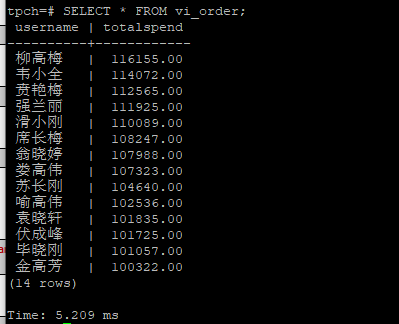 tpch=# SELECT * FROM vi_order;
username | totalspend
----------+------------
柳高梅 | 116155.00
韦小全 | 114072.00
贲艳梅 | 112565.00
强兰丽 | 111925.00
滑小刚 | 110089.00
席长梅 | 108247.00
翁晓婷 | 107988.00
娄高伟 | 107323.00
苏长刚 | 104640.00
喻高伟 | 102536.00
袁晓轩 | 101835.00
伏成峰 | 101725.00
毕晓刚 | 101057.00
金高芳 | 100322.00
(14 rows)
Time: 5.209 ms